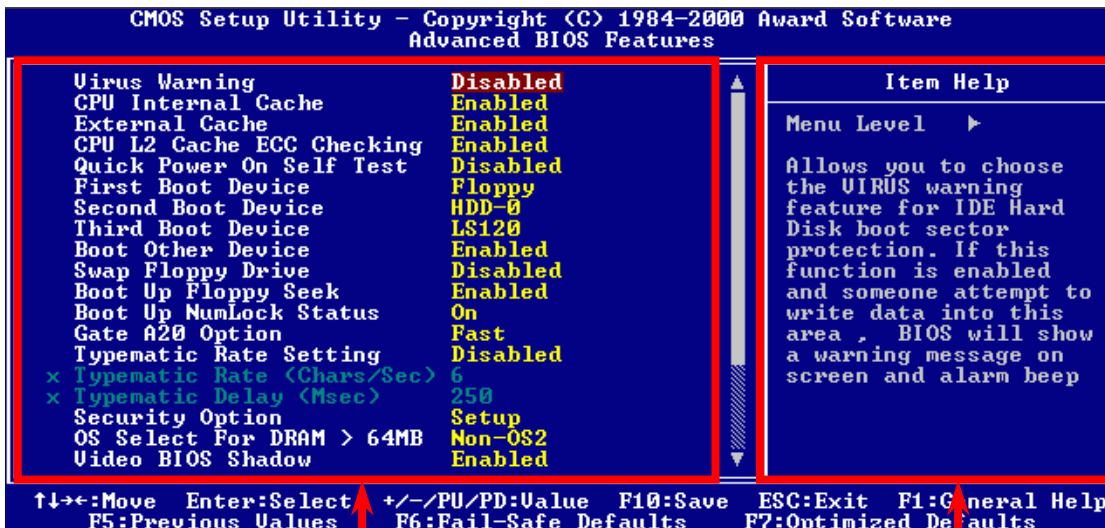 CMOS Setup Utility - Copyright (C) 1984-2000 Award Software
Advanced BIOS Features
Virus Warning Disabled
CPU Internal Cache Enabled
External Cache Enabled
CPU L2 Cache ECC Checking Enabled
Quick Power On Self Test Disabled
First Boot Device Floppy
Second Boot Device HDD-0
Third Boot Device LS120
Boot Other Device Enabled
Swap Floppy Drive Disabled
Boot Up Floppy Seek Enabled
Boot Up NumLock Status On
Gate A20 Option Fast
Typematic Rate Setting Disabled
x Typematic Rate (Chars/Sec) 6
x Typematic Delay (Msec) 250
Security Option Setup
OS Select For DRAM > 64MB Non-OS2
Video BIOS Shadow Enabled
Item Help
Menu Level ▸
Allows you to choose
the VIRUS warning
feature for IDE Hard
Disk boot sector
protection. If this
function is enabled
and someone attempt to
write data into this
area , BIOS will show
a warning message on
screen and alarm beep
↑↓→←:Move Enter:Select +/-/PU/PD:Value F10:Save ESC:Exit F1:General Help
F5:Previous Values F6:Fail-Safe Defaults F7:Optimized Defaults